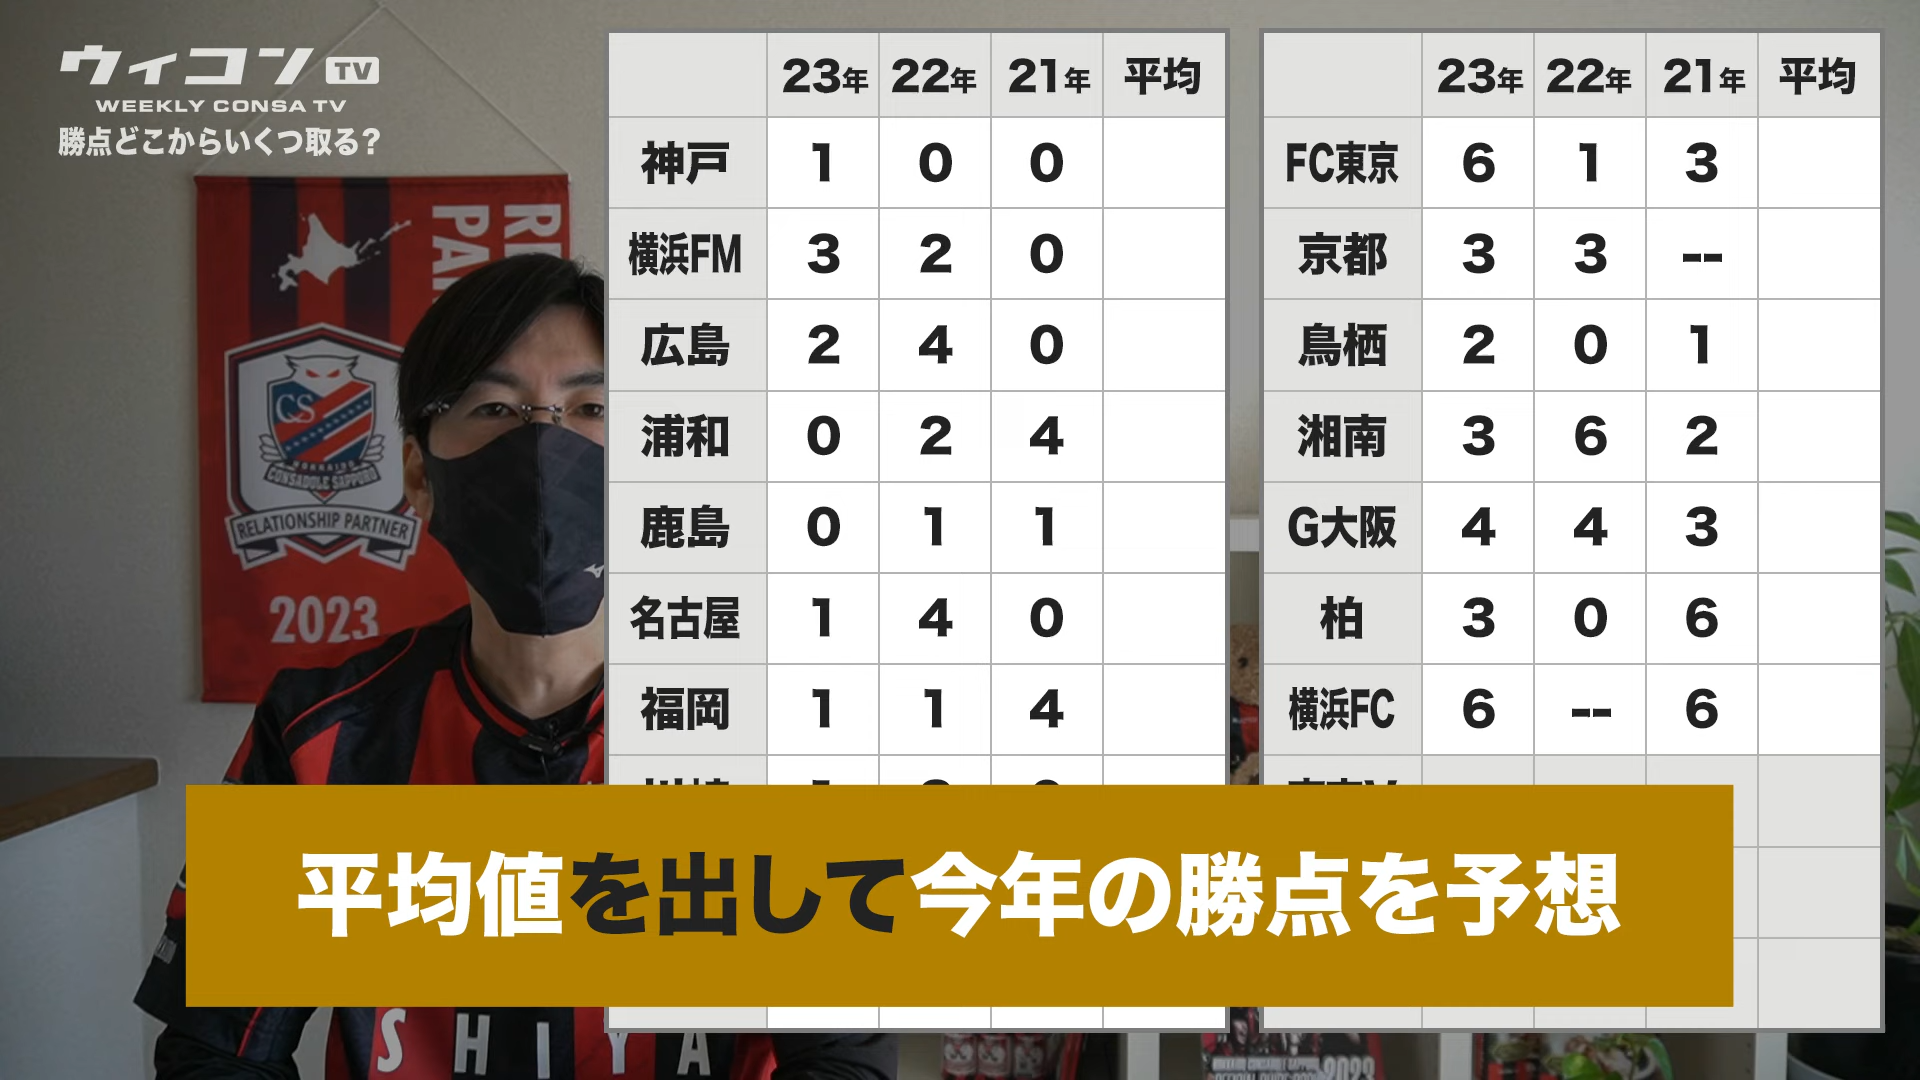 ウィコン TV
WEEKLY CONSA TV
勝点どこからいくつ取る?
CS
HOKKAIDO
CONSADOLE SAPPORO
RELATIONSHIP PARTNER
2023
SHIYA
23年 22年 21年 平均
神戸 1 0 0
横浜FM 3 2 0
広島 2 4 0
浦和 0 2 4
鹿島 0 1 1
名古屋 1 4 0
福岡 1 1 4
23年 22年 21年 平均
FC東京 6 1 3
京都 3 3 --
鳥栖 2 0 1
湘南 3 6 2
G大阪 4 4 3
柏 3 0 6
横浜FC 6 -- 6
平均値を出して今年の勝点を予想